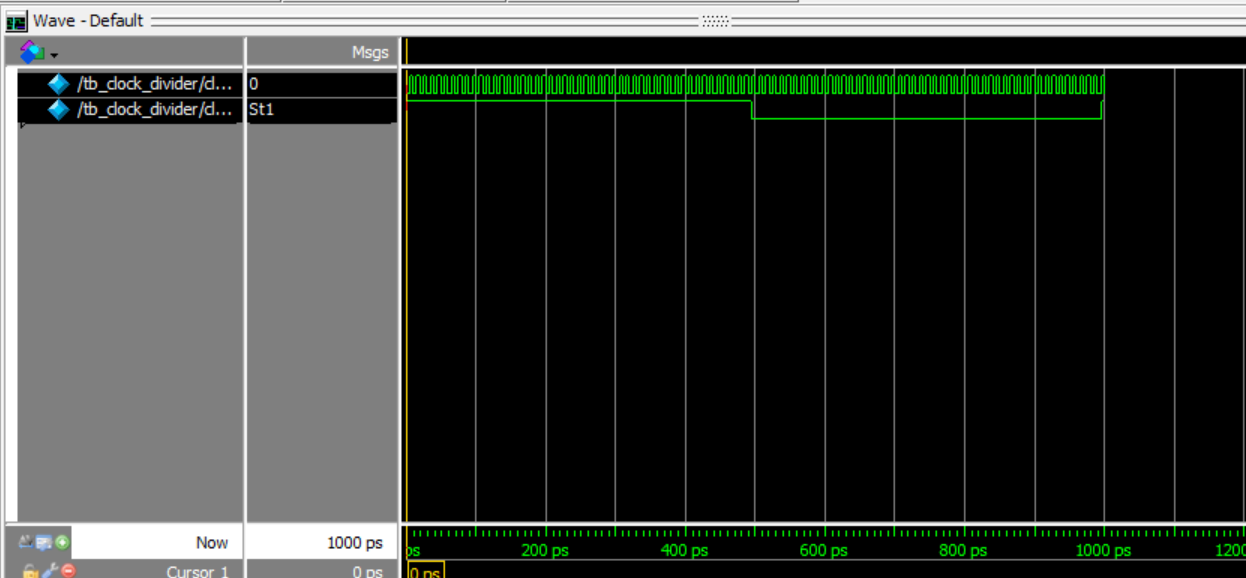 Wave - Default
Msgs
/tb_clock_divider/cl... 0
/tb_clock_divider/cl... St1
Now 1000 ps
ps 200 ps 400 ps 600 ps 800 ps 1000 ps 1200
Cursor 1 0 ps 0 ps